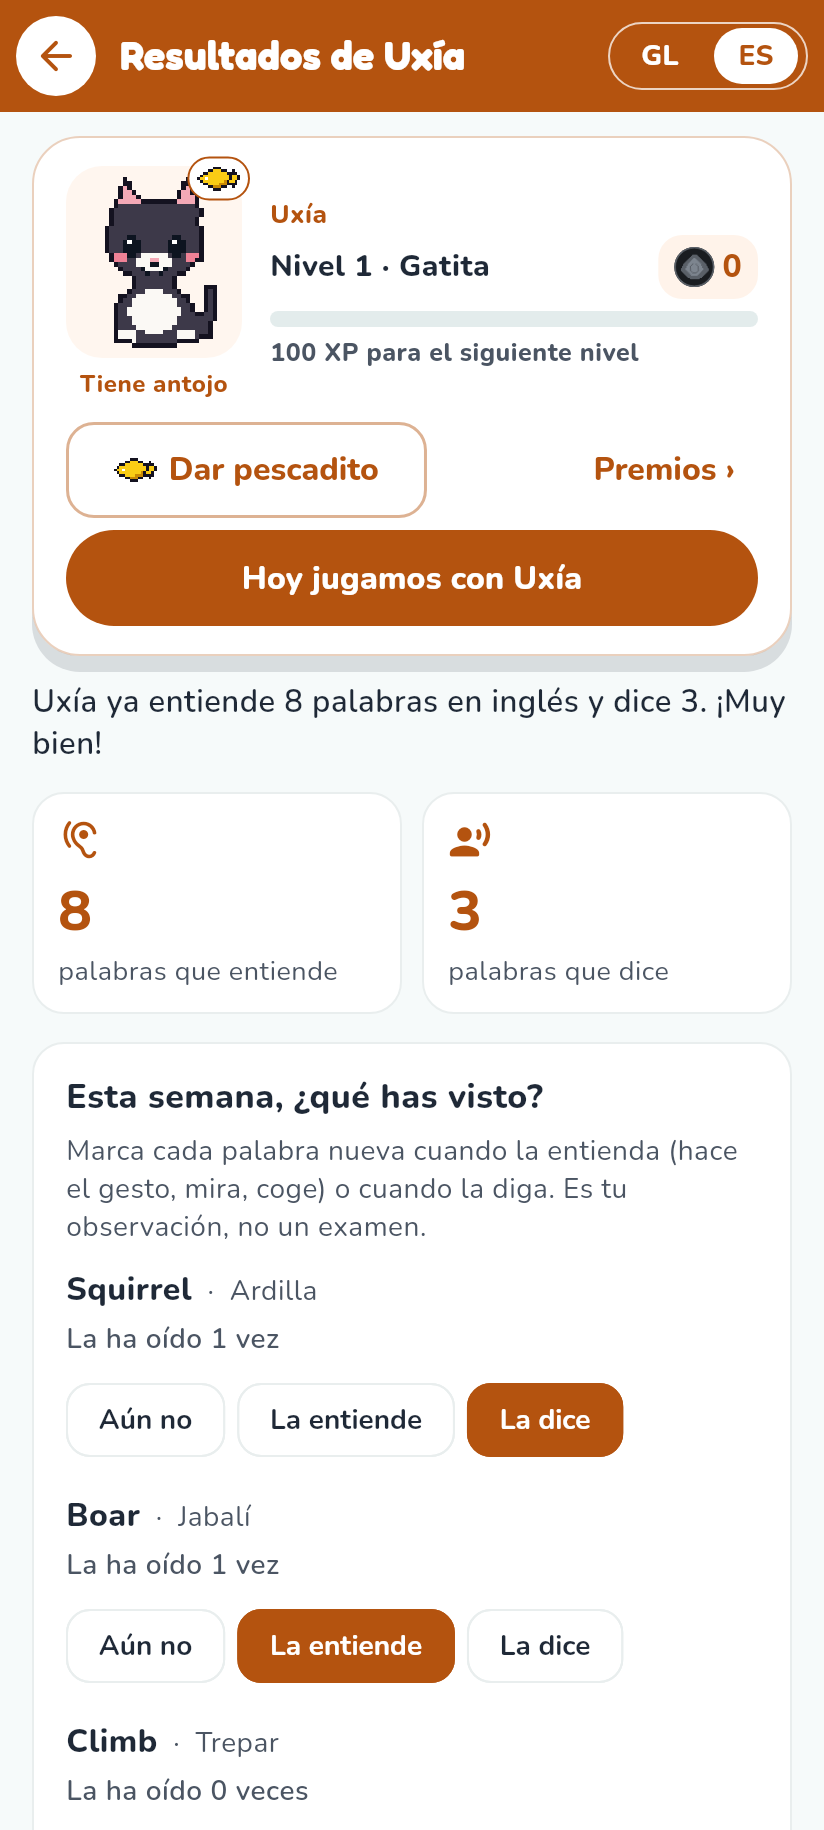 Resultados de Uxía
GL ES
Uxía
Nivel 1 · Gatita
0
100 XP para el siguiente nivel
Tiene antojo
Dar pescadito
Premios ›
Hoy jugamos con Uxía
Uxía ya entiende 8 palabras en inglés y dice 3. ¡Muy
bien!
8
palabras que entiende
3
palabras que dice
Esta semana, ¿qué has visto?
Marca cada palabra nueva cuando la entienda (hace
el gesto, mira, coge) o cuando la diga. Es tu
observación, no un examen.
Squirrel · Ardilla
La ha oído 1 vez
Aún no La entiende La dice
Boar · Jabalí
La ha oído 1 vez
Aún no La entiende La dice
Climb · Trepar
La ha oído 0 veces